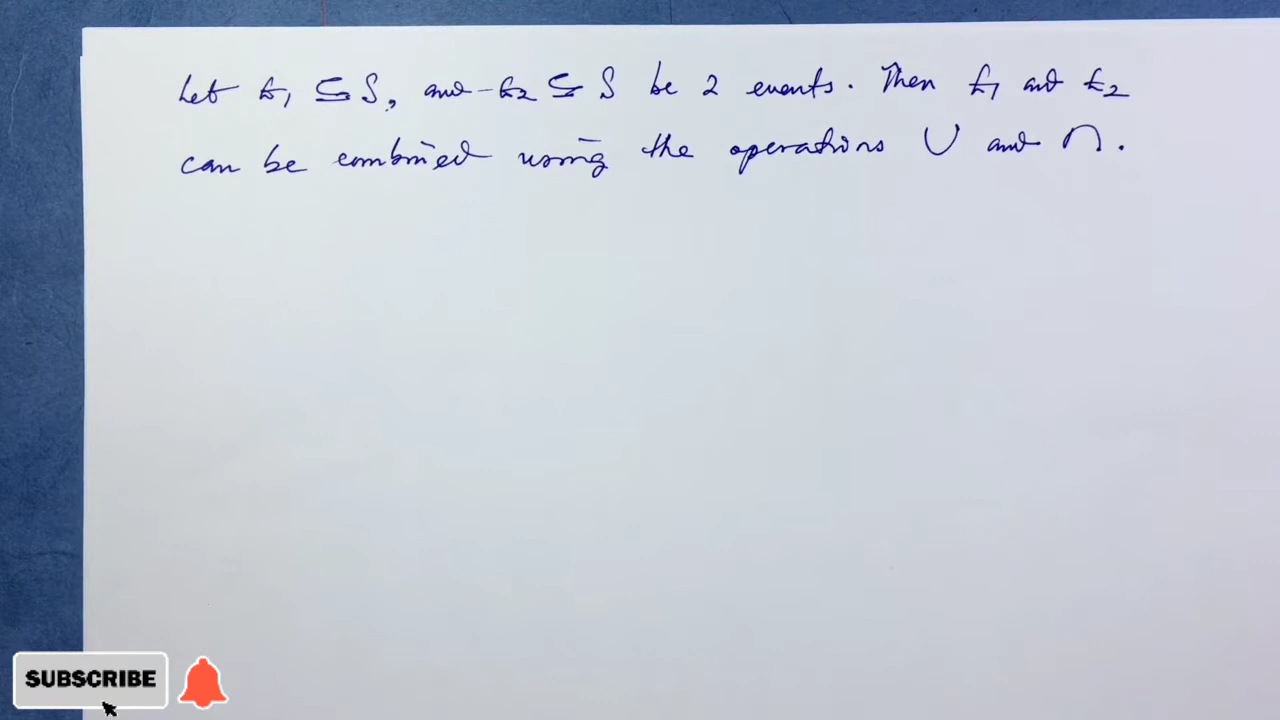 Let E₁ ⊆ S, and E₂ ⊆ S be 2 events. Then E₁ and E₂
can be combined using the operations ∪ and ∩.
SUBSCRIBE